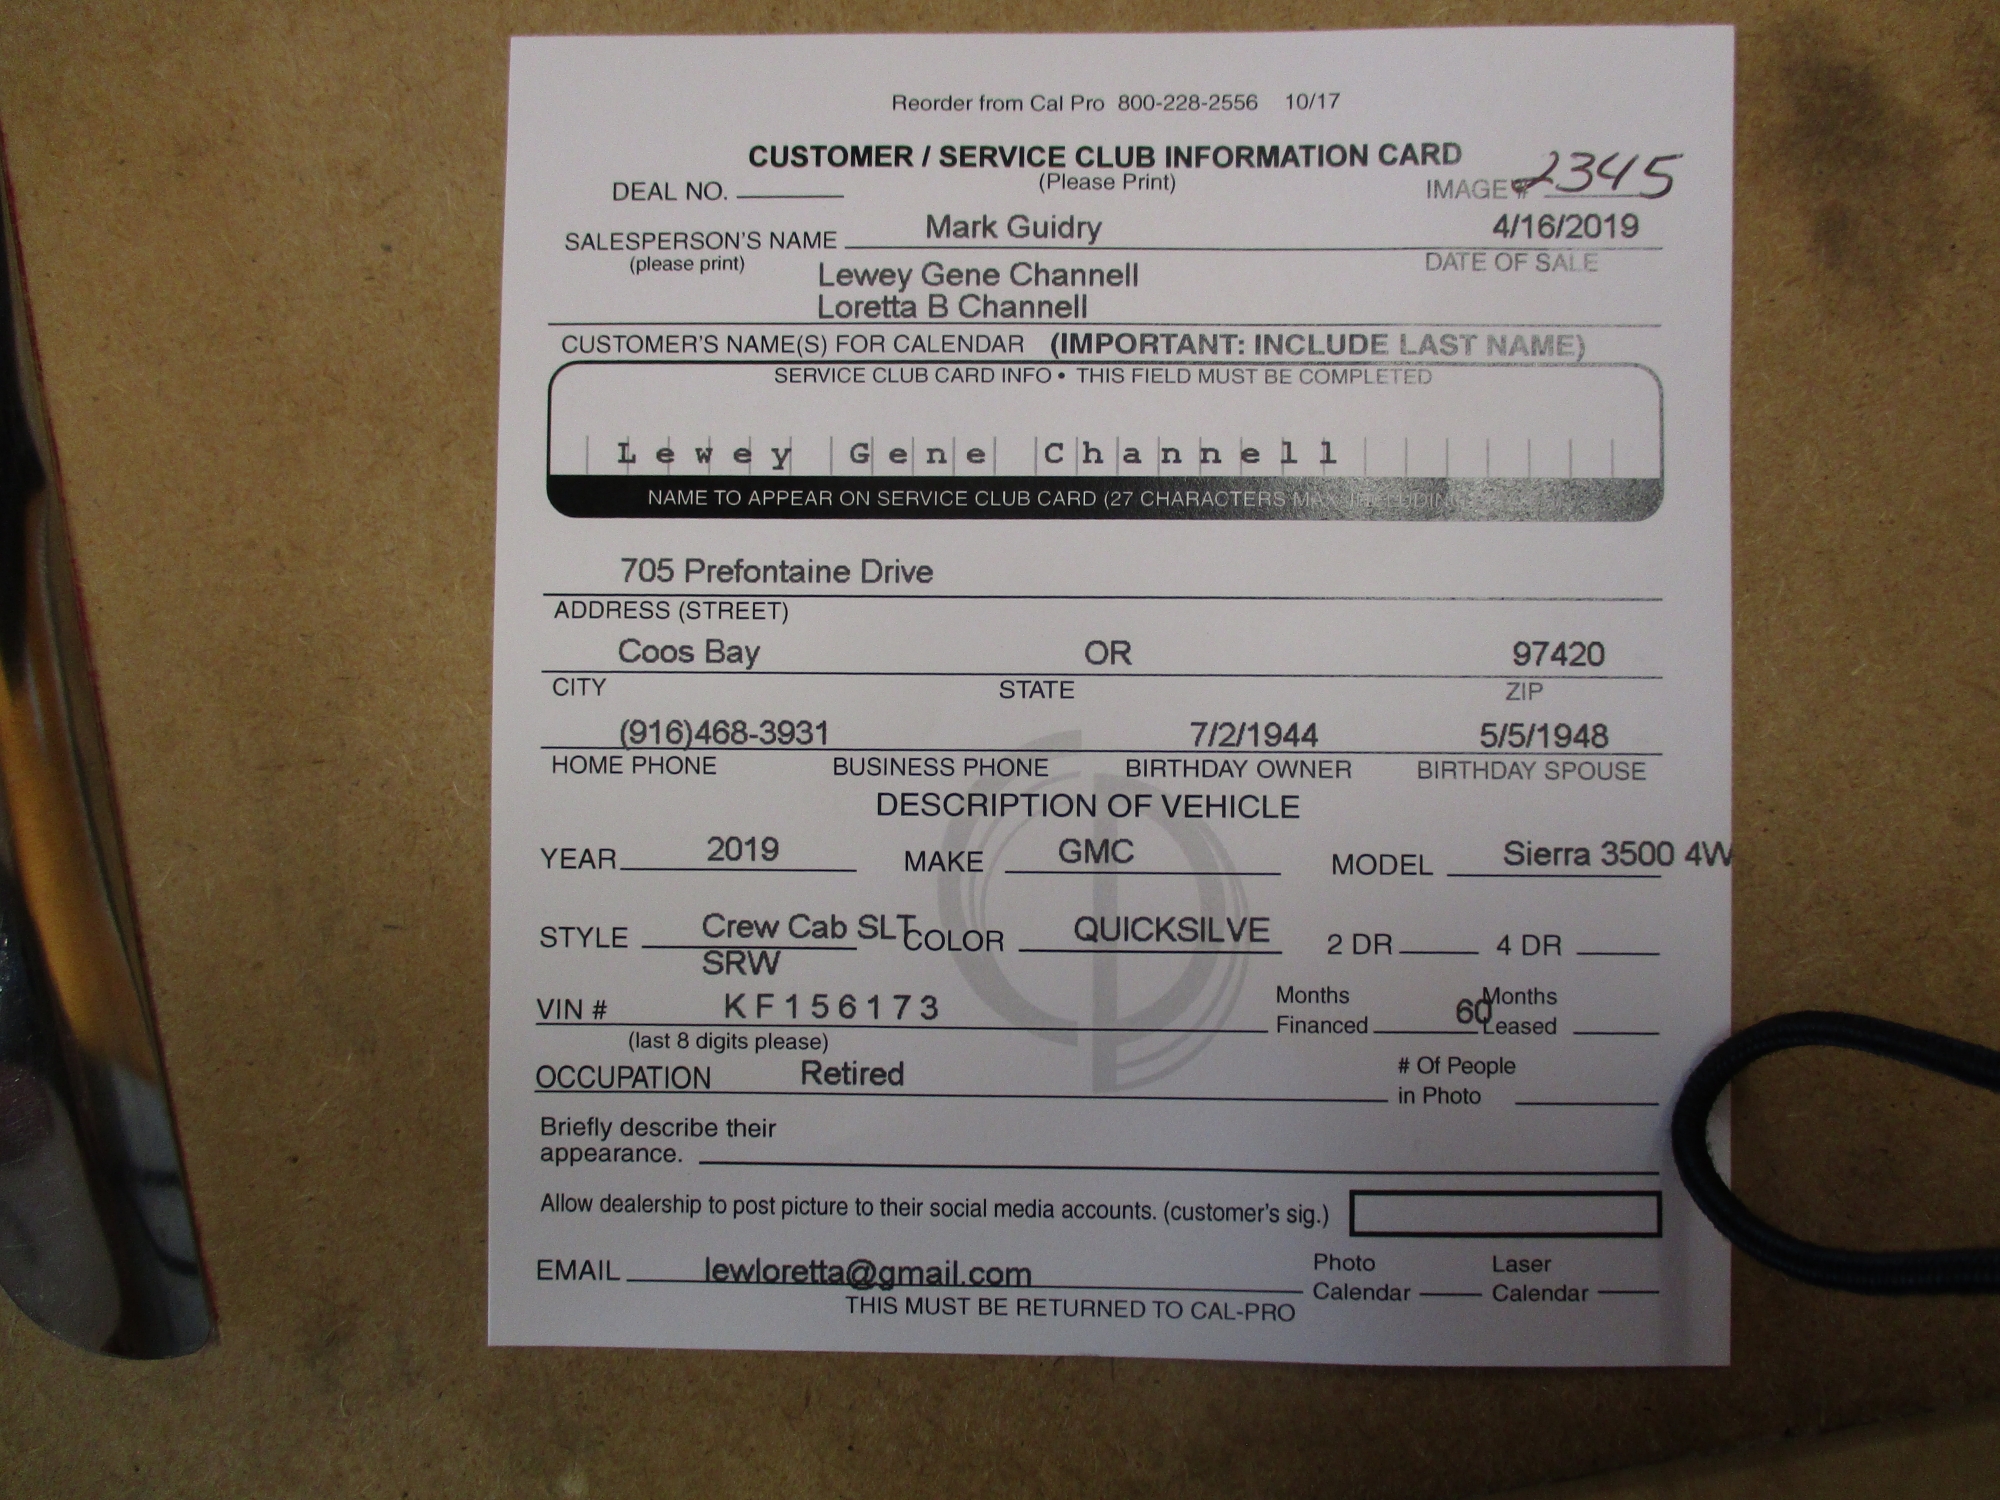 Reorder from Cal Pro 800-228-2556 10/17
CUSTOMER / SERVICE CLUB INFORMATION CARD
(Please Print)
DEAL NO. IMAGE# 2345
SALESPERSON'S NAME Mark Guidry 4/16/2019
(please print) DATE OF SALE
Lewey Gene Channell
Loretta B Channell
CUSTOMER'S NAME(S) FOR CALENDAR (IMPORTANT: INCLUDE LAST NAME)
SERVICE CLUB CARD INFO • THIS FIELD MUST BE COMPLETED
Lewey Gene Channell
NAME TO APPEAR ON SERVICE CLUB CARD (27 CHARACTERS MAX. INCLUDING
705 Prefontaine Drive
ADDRESS (STREET)
Coos Bay OR 97420
CITY STATE ZIP
(916)468-3931 7/2/1944 5/5/1948
HOME PHONE BUSINESS PHONE BIRTHDAY OWNER BIRTHDAY SPOUSE
DESCRIPTION OF VEHICLE
YEAR 2019 MAKE GMC MODEL Sierra 3500 4W
STYLE Crew Cab SLT COLOR QUICKSILVE 2 DR 4 DR
SRW
VIN # KF156173 Months Financed 60 Months Leased
(last 8 digits please)
OCCUPATION Retired # Of People in Photo
Briefly describe their
appearance.
Allow dealership to post picture to their social media accounts. (customer's sig.)
EMAIL lewloretta@gmail.com Photo Calendar Laser Calendar
THIS MUST BE RETURNED TO CAL-PRO